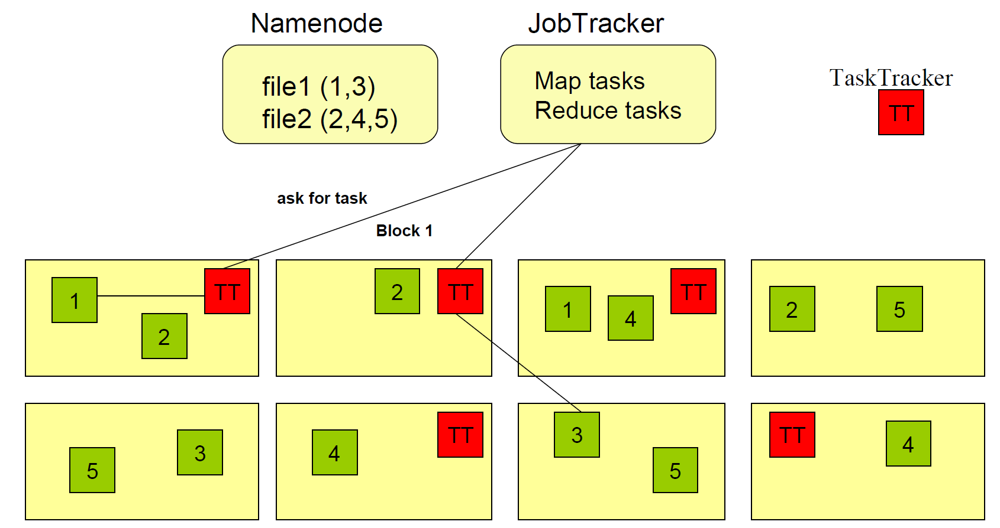 Namenode
JobTracker
file1 (1,3)
file2 (2,4,5)
Map tasks
Reduce tasks
TaskTracker
TT
ask for task
Block 1
1
2
TT
2
TT
1
4
TT
2
5
5
3
4
TT
3
5
TT
4